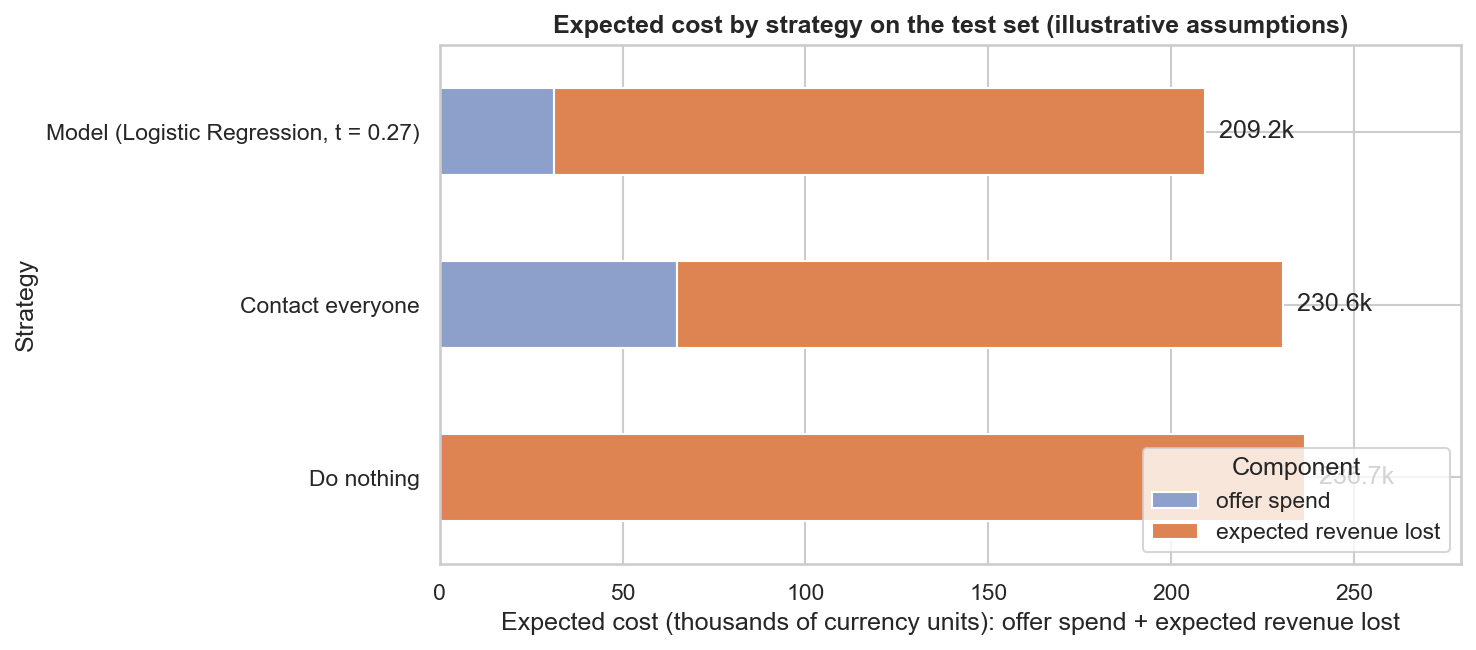 Expected cost by strategy on the test set (illustrative assumptions)
Model (Logistic Regression, t = 0.27)
209.2k
Strategy
Contact everyone
230.6k
Do nothing
236.7k
Component
offer spend
expected revenue lost
0 50 100 150 200 250
Expected cost (thousands of currency units): offer spend + expected revenue lost